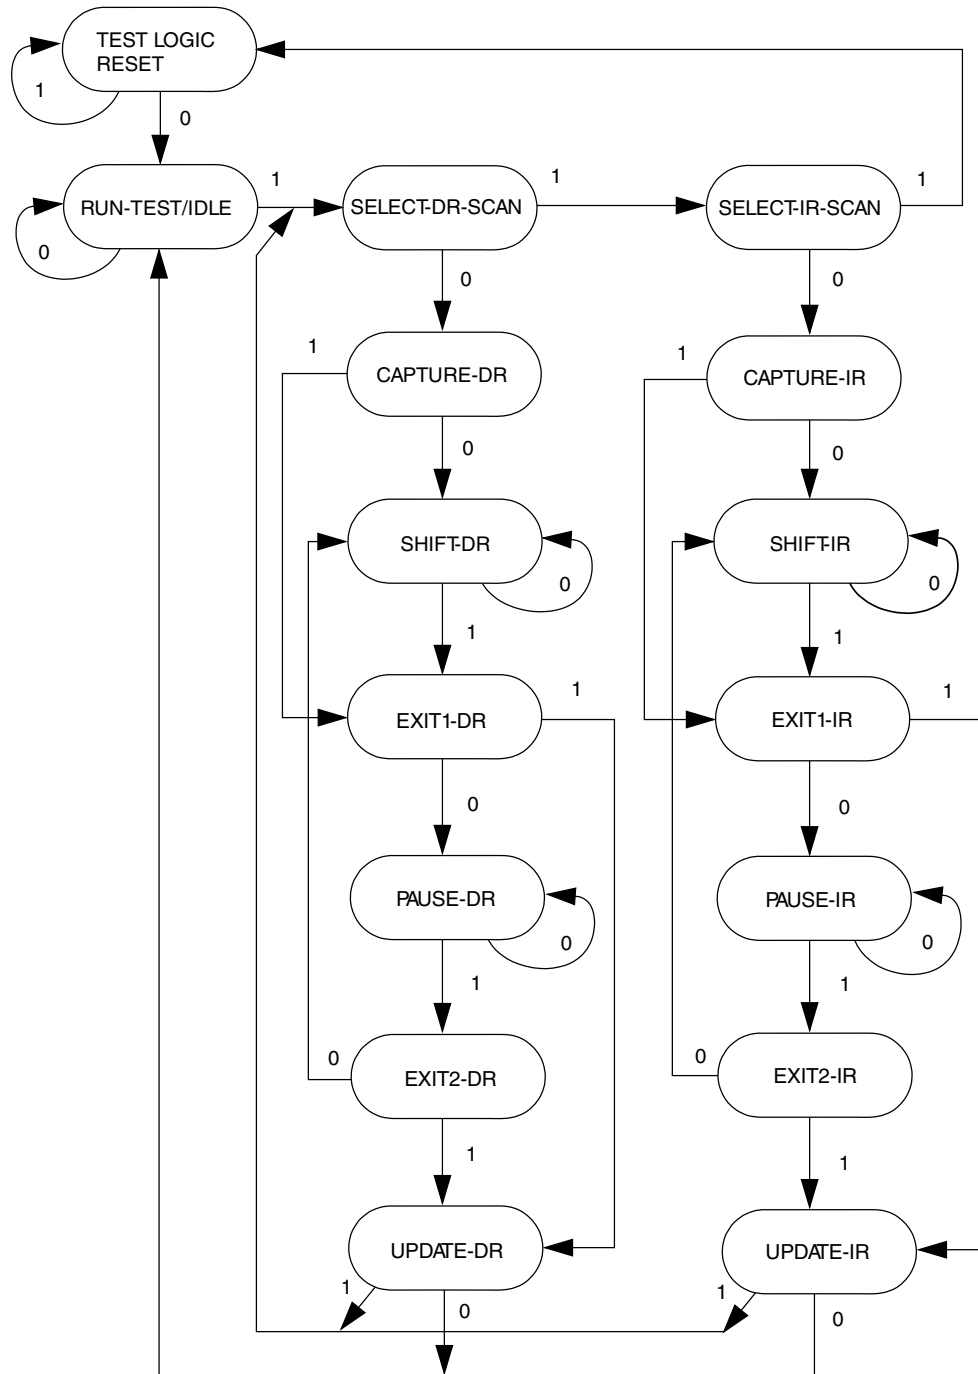 TEST LOGIC
RESET
1
0
RUN-TEST/IDLE
0
1
SELECT-DR-SCAN
1
SELECT-IR-SCAN
1
0
0
1
CAPTURE-DR
1
CAPTURE-IR
0
0
SHIFT-DR
0
SHIFT-IR
0
1
1
EXIT1-DR
1
EXIT1-IR
1
0
0
PAUSE-DR
0
PAUSE-IR
0
1
1
0
EXIT2-DR
0
EXIT2-IR
1
1
UPDATE-DR
UPDATE-IR
1
0
1
0